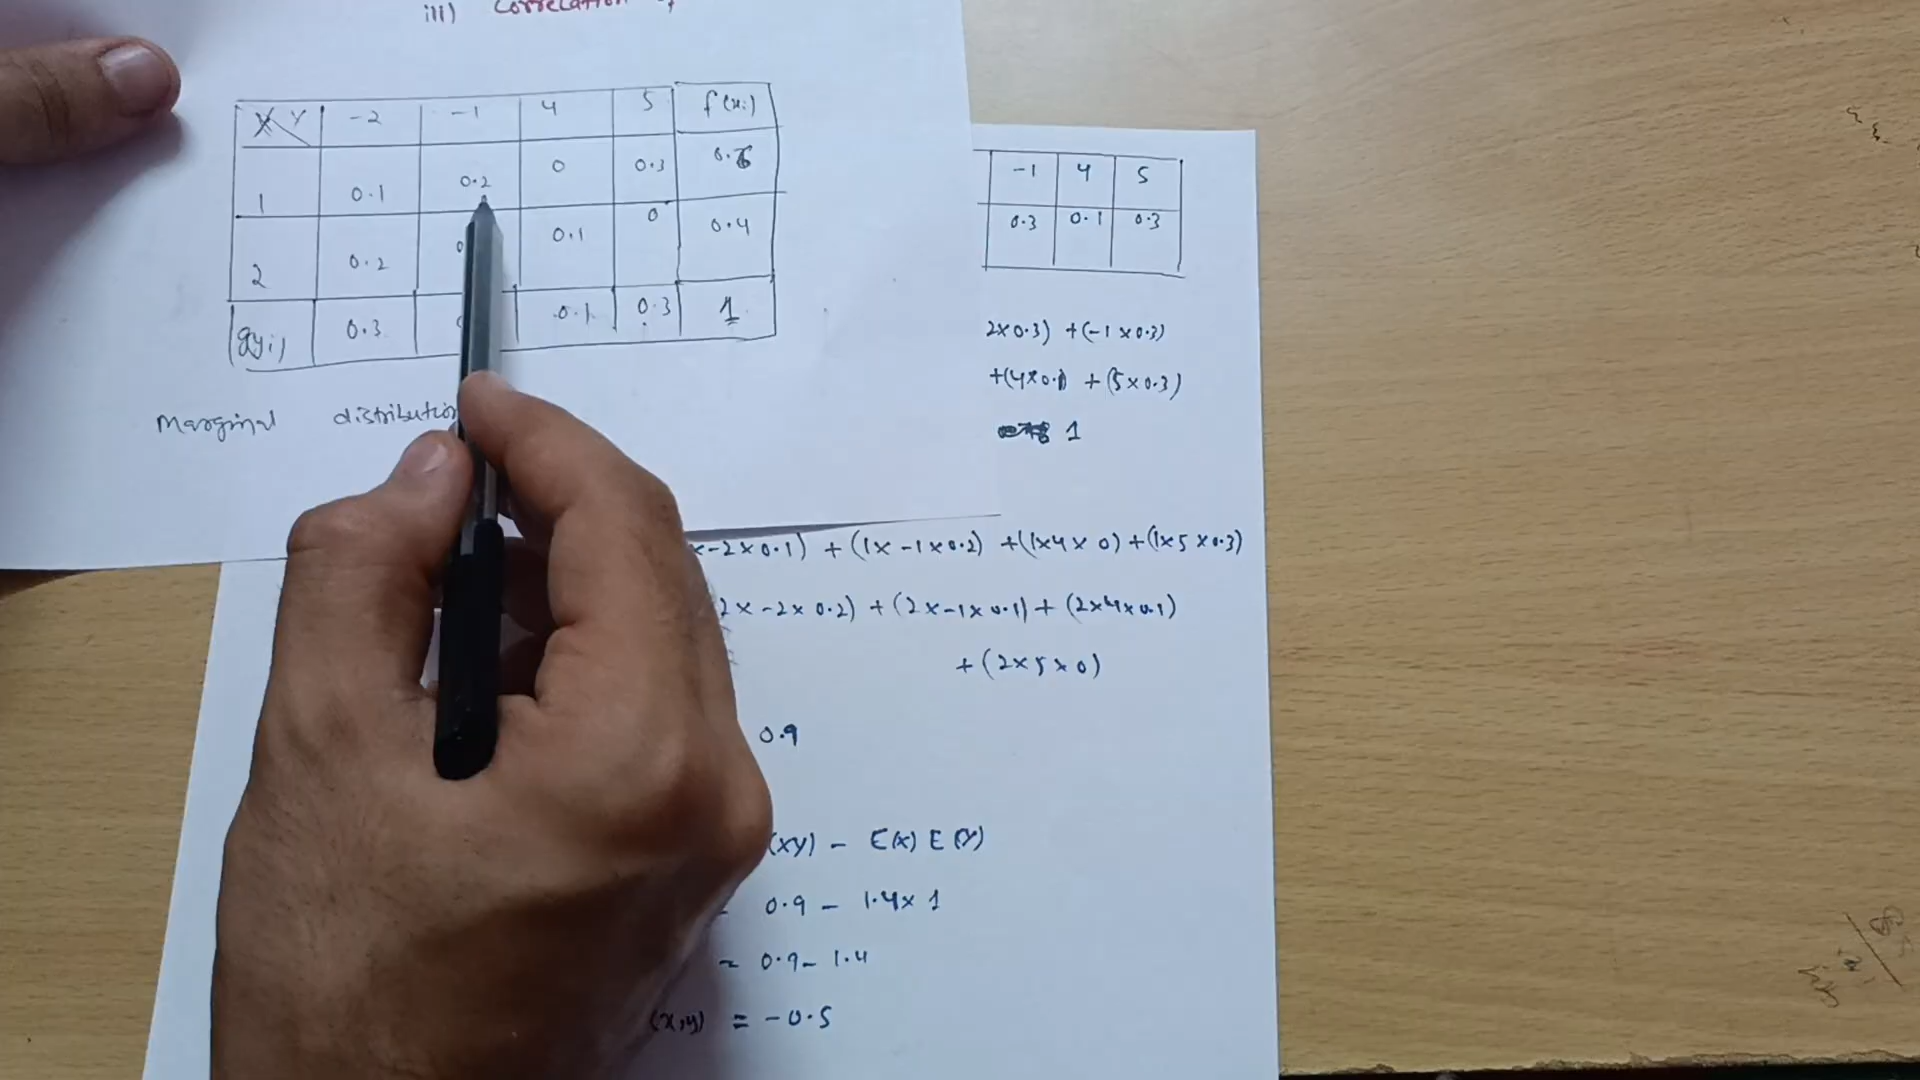 iii) Correlation of
X Y -2 -1 4 5 f(xi)
1 0.1 0.2 0 0.3 0.6
2 0.2 0 0.1 0 0.4
g(yi) 0.3 0.1 0.3 1
Marginal distribution
-1 4 5
0.3 0.1 0.3
2×0.3) +(-1×0.3)
+(4×0.1) +(5×0.3)
1
×-2×0.1) + (1×-1×0.2) +(1×4×0) +(1×5×0.3)
2×-2×0.2) + (2×-1×0.1) + (2×4×0.1)
+ (2×5×0)
0.9
(XY) - E(X) E(Y)
= 0.9 - 1.4×1
= 0.9 - 1.4
(x,y) = -0.5